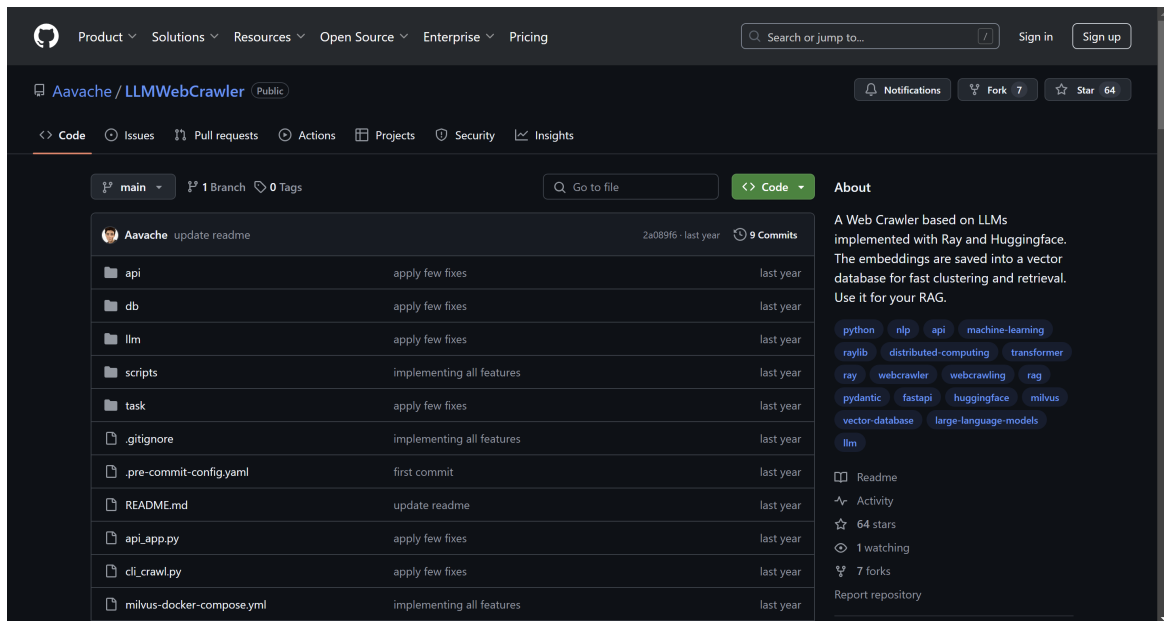 Product Solutions Resources Open Source Enterprise Pricing Search or jump to... / Sign in Sign up
Aavache / LLMWebCrawler Public Notifications Fork 7 Star 64
Code Issues Pull requests Actions Projects Security Insights
main 1 Branch 0 Tags Go to file Code
Aavache update readme 2a089f6 · last year 9 Commits
api apply few fixes last year
db apply few fixes last year
llm apply few fixes last year
scripts implementing all features last year
task apply few fixes last year
.gitignore implementing all features last year
.pre-commit-config.yaml first commit last year
README.md update readme last year
api_app.py apply few fixes last year
cli_crawl.py apply few fixes last year
milvus-docker-compose.yml implementing all features last year
About
A Web Crawler based on LLMs
implemented with Ray and Huggingface.
The embeddings are saved into a vector
database for fast clustering and retrieval.
Use it for your RAG.
python nlp api machine-learning
raylib distributed-computing transformer
ray webcrawler webcrawling rag
pydantic fastapi huggingface milvus
vector-database large-language-models
llm
Readme
Activity
64 stars
1 watching
7 forks
Report repository